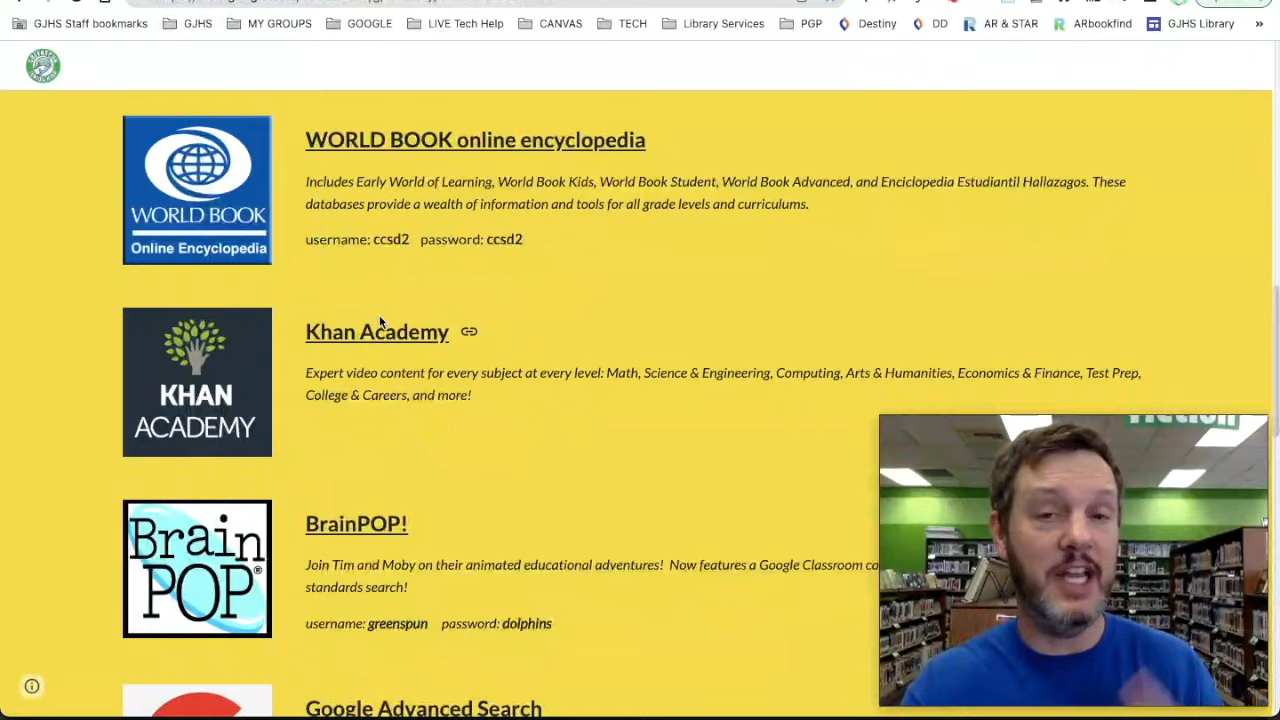 GJHS Staff bookmarks GJHS MY GROUPS GOOGLE LIVE Tech Help CANVAS TECH Library Services PGP Destiny DD AR & STAR ARbookfind GJHS Library »
WORLD BOOK
Online Encyclopedia
WORLD BOOK online encyclopedia
Includes Early World of Learning, World Book Kids, World Book Student, World Book Advanced, and Enciclopedia Estudiantil Hallazagos. These
databases provide a wealth of information and tools for all grade levels and curriculums.
username: ccsd2 password: ccsd2
KHAN
ACADEMY
Khan Academy
Expert video content for every subject at every level: Math, Science & Engineering, Computing, Arts & Humanities, Economics & Finance, Test Prep,
College & Careers, and more!
fiction
Brain
POP®
BrainPOP!
Join Tim and Moby on their animated educational adventures! Now features a Google Classroom co
standards search!
username: greenspun password: dolphins
Google Advanced Search